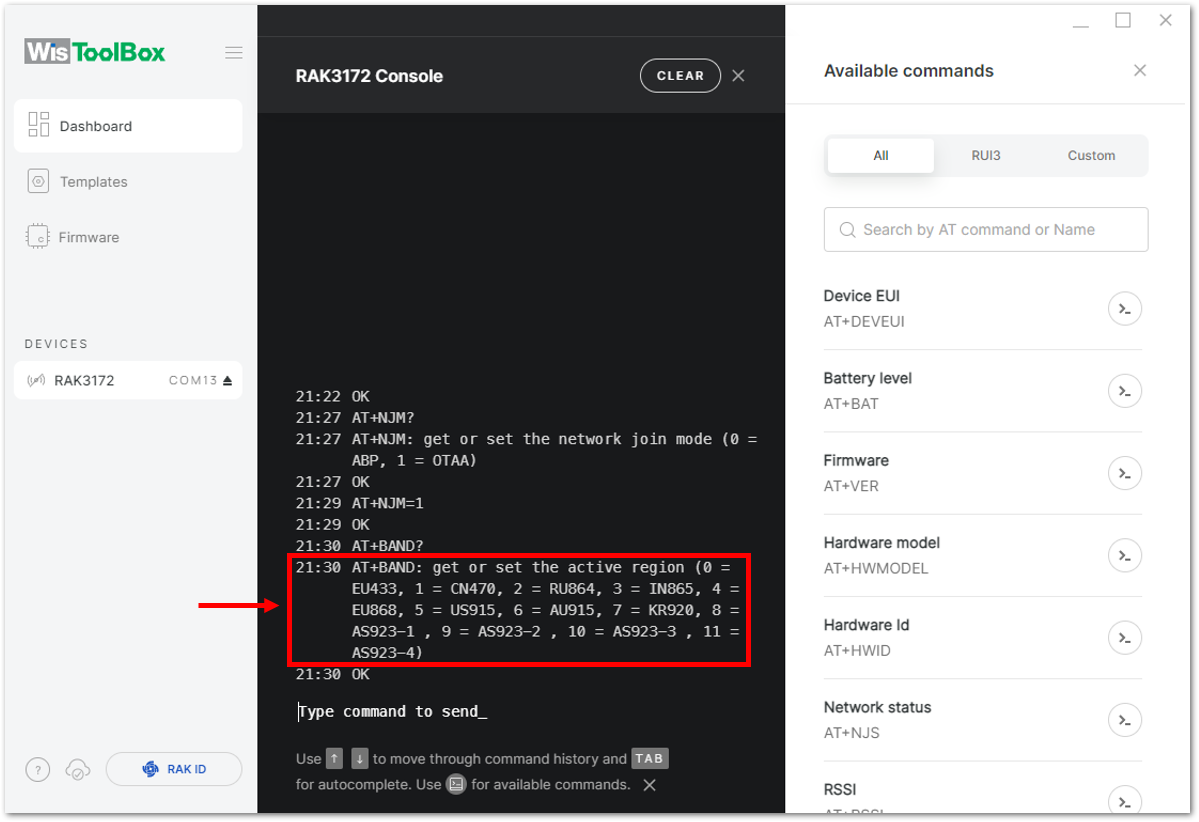 WisToolBox
Dashboard
Templates
Firmware
DEVICES
RAK3172 COM13
?
RAK ID
RAK3172 Console
CLEAR
21:22 OK
21:27 AT+NJM?
21:27 AT+NJM: get or set the network join mode (0 =
ABP, 1 = OTAA)
21:27 OK
21:29 AT+NJM=1
21:29 OK
21:30 AT+BAND?
21:30 AT+BAND: get or set the active region (0 =
EU433, 1 = CN470, 2 = RU864, 3 = IN865, 4 =
EU868, 5 = US915, 6 = AU915, 7 = KR920, 8 =
AS923-1 , 9 = AS923-2 , 10 = AS923-3 , 11 =
AS923-4)
21:30 OK
Type command to send_
Use ↑ ↓ to move through command history and TAB
for autocomplete. Use for available commands.
Available commands
All RUI3 Custom
Search by AT command or Name
Device EUI
AT+DEVEUI
Battery level
AT+BAT
Firmware
AT+VER
Hardware model
AT+HWMODEL
Hardware Id
AT+HWID
Network status
AT+NJS
RSSI
AT+RSSI